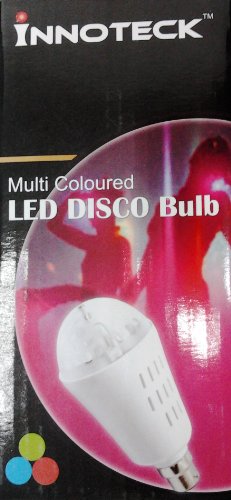 iNNOTECK™
Multi Coloured
LED DISCO Bulb